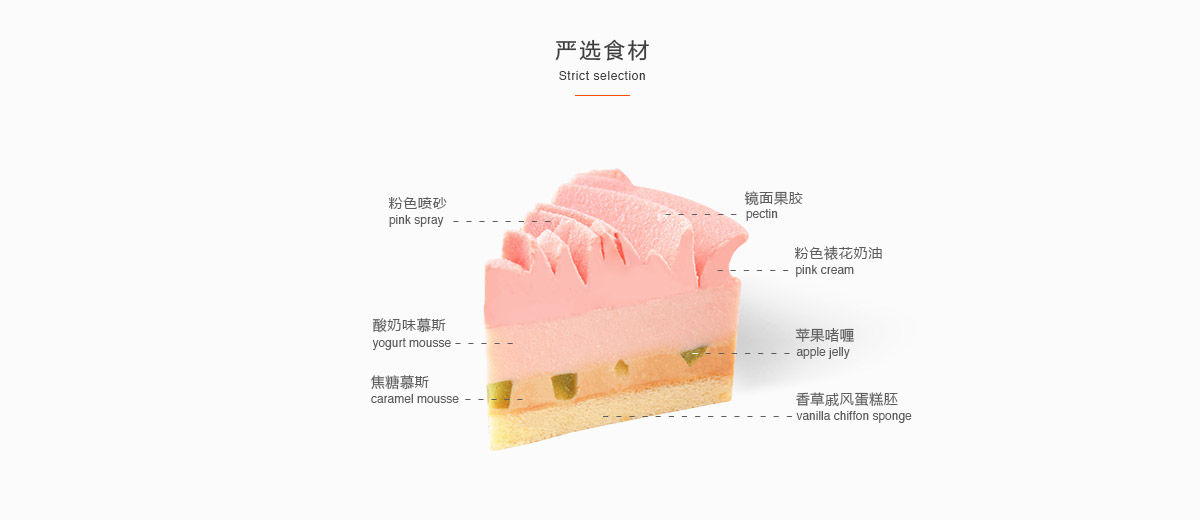 严选食材
Strict selection
粉色喷砂
pink spray
镜面果胶
pectin
粉色裱花奶油
pink cream
酸奶味慕斯
yogurt mousse
苹果啫喱
apple jelly
焦糖慕斯
caramel mousse
香草戚风蛋糕胚
vanilla chiffon sponge